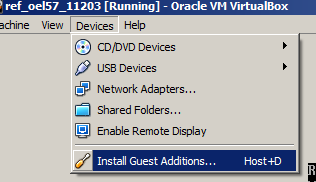 ref_oel57_11203 [Running] - Oracle VM VirtualBox
Machine View Devices Help
CD/DVD Devices
USB Devices
Network Adapters...
Shared Folders...
Enable Remote Display
Install Guest Additions... Host+D
R